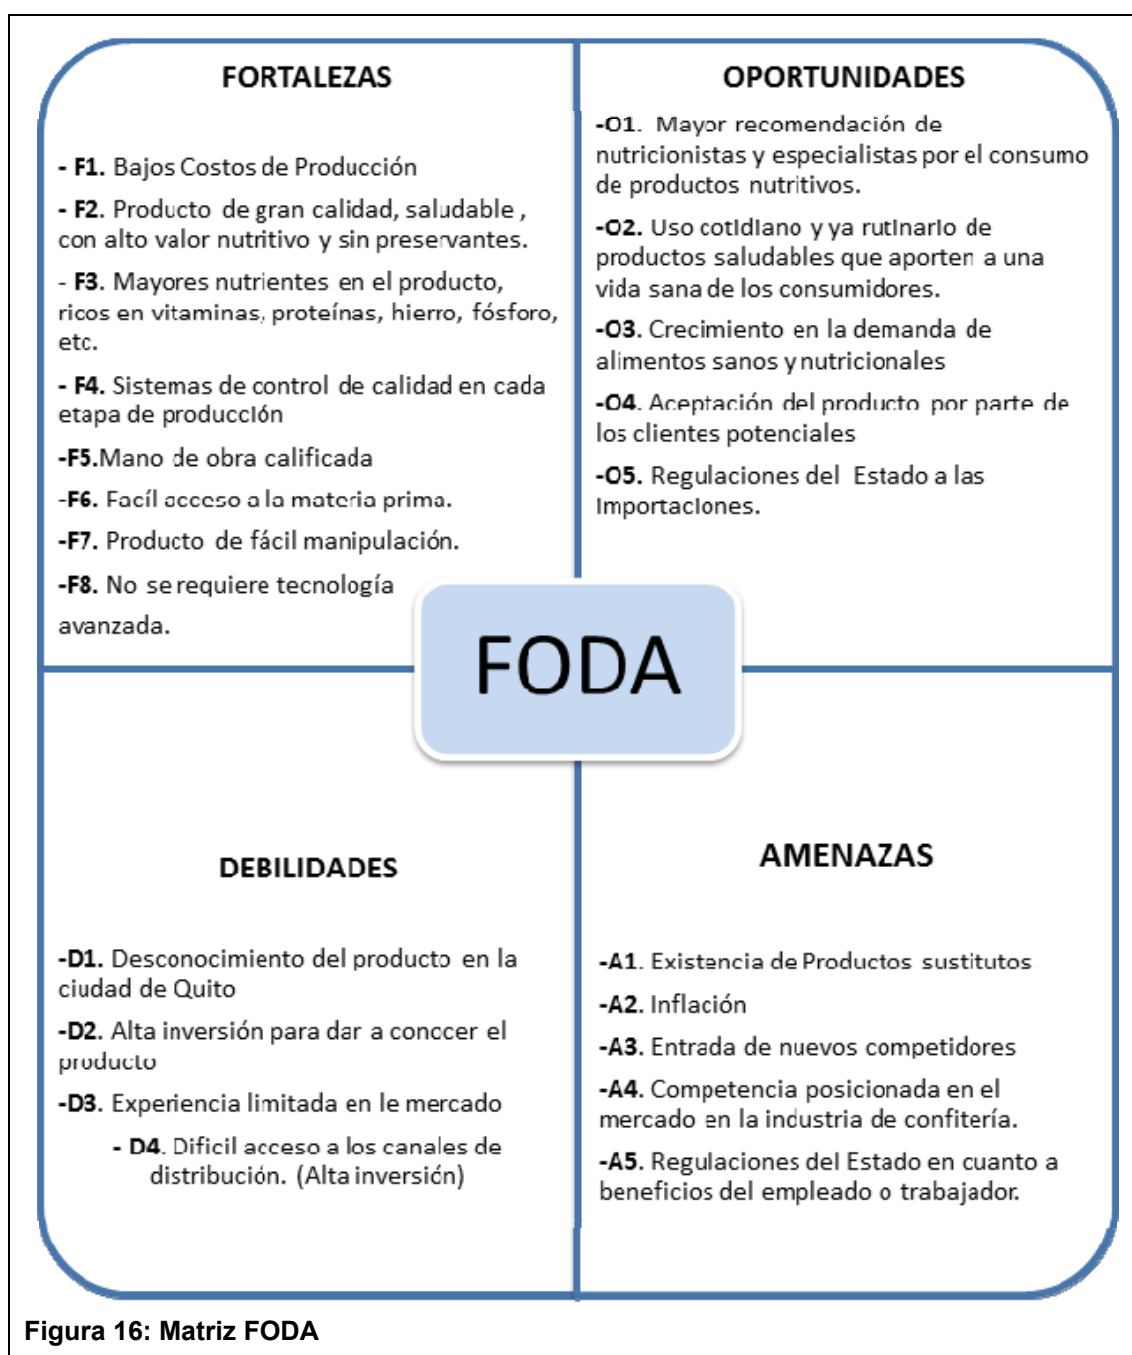 FORTALEZAS
- F1. Bajos Costos de Producción
- F2. Producto de gran calidad, saludable ,
con alto valor nutritivo y sin preservantes.
- F3. Mayores nutrientes en el producto,
ricos en vitaminas, proteínas, hierro, fósforo,
etc.
- F4. Sistemas de control de calidad en cada
etapa de producción
-F5.Mano de obra calificada
-F6. Facíl acceso a la materia prima.
-F7. Producto de fácil manipulación.
-F8. No se requiere tecnología
avanzada.
OPORTUNIDADES
-O1. Mayor recomendación de
nutricionistas y especialistas por el consumo
de productos nutritivos.
-O2. Uso cotidiano y ya rutinario de
productos saludables que aporten a una
vida sana de los consumidores.
-O3. Crecimiento en la demanda de
alimentos sanos y nutricionales
-O4. Aceptación del producto por parte de
los clientes potenciales
-O5. Regulaciones del Estado a las
Importaciones.
FODA
DEBILIDADES
-D1. Desconocimiento del producto en la
ciudad de Quito
-D2. Alta inversión para dar a conocer el
producto
-D3. Experiencia limitada en le mercado
- D4. Dificil acceso a los canales de
distribución. (Alta inversión)
AMENAZAS
-A1. Existencia de Productos sustitutos
-A2. Inflación
-A3. Entrada de nuevos competidores
-A4. Competencia posicionada en el
mercado en la industria de confitería.
-A5. Regulaciones del Estado en cuanto a
beneficios del empleado o trabajador.
Figura 16: Matriz FODA